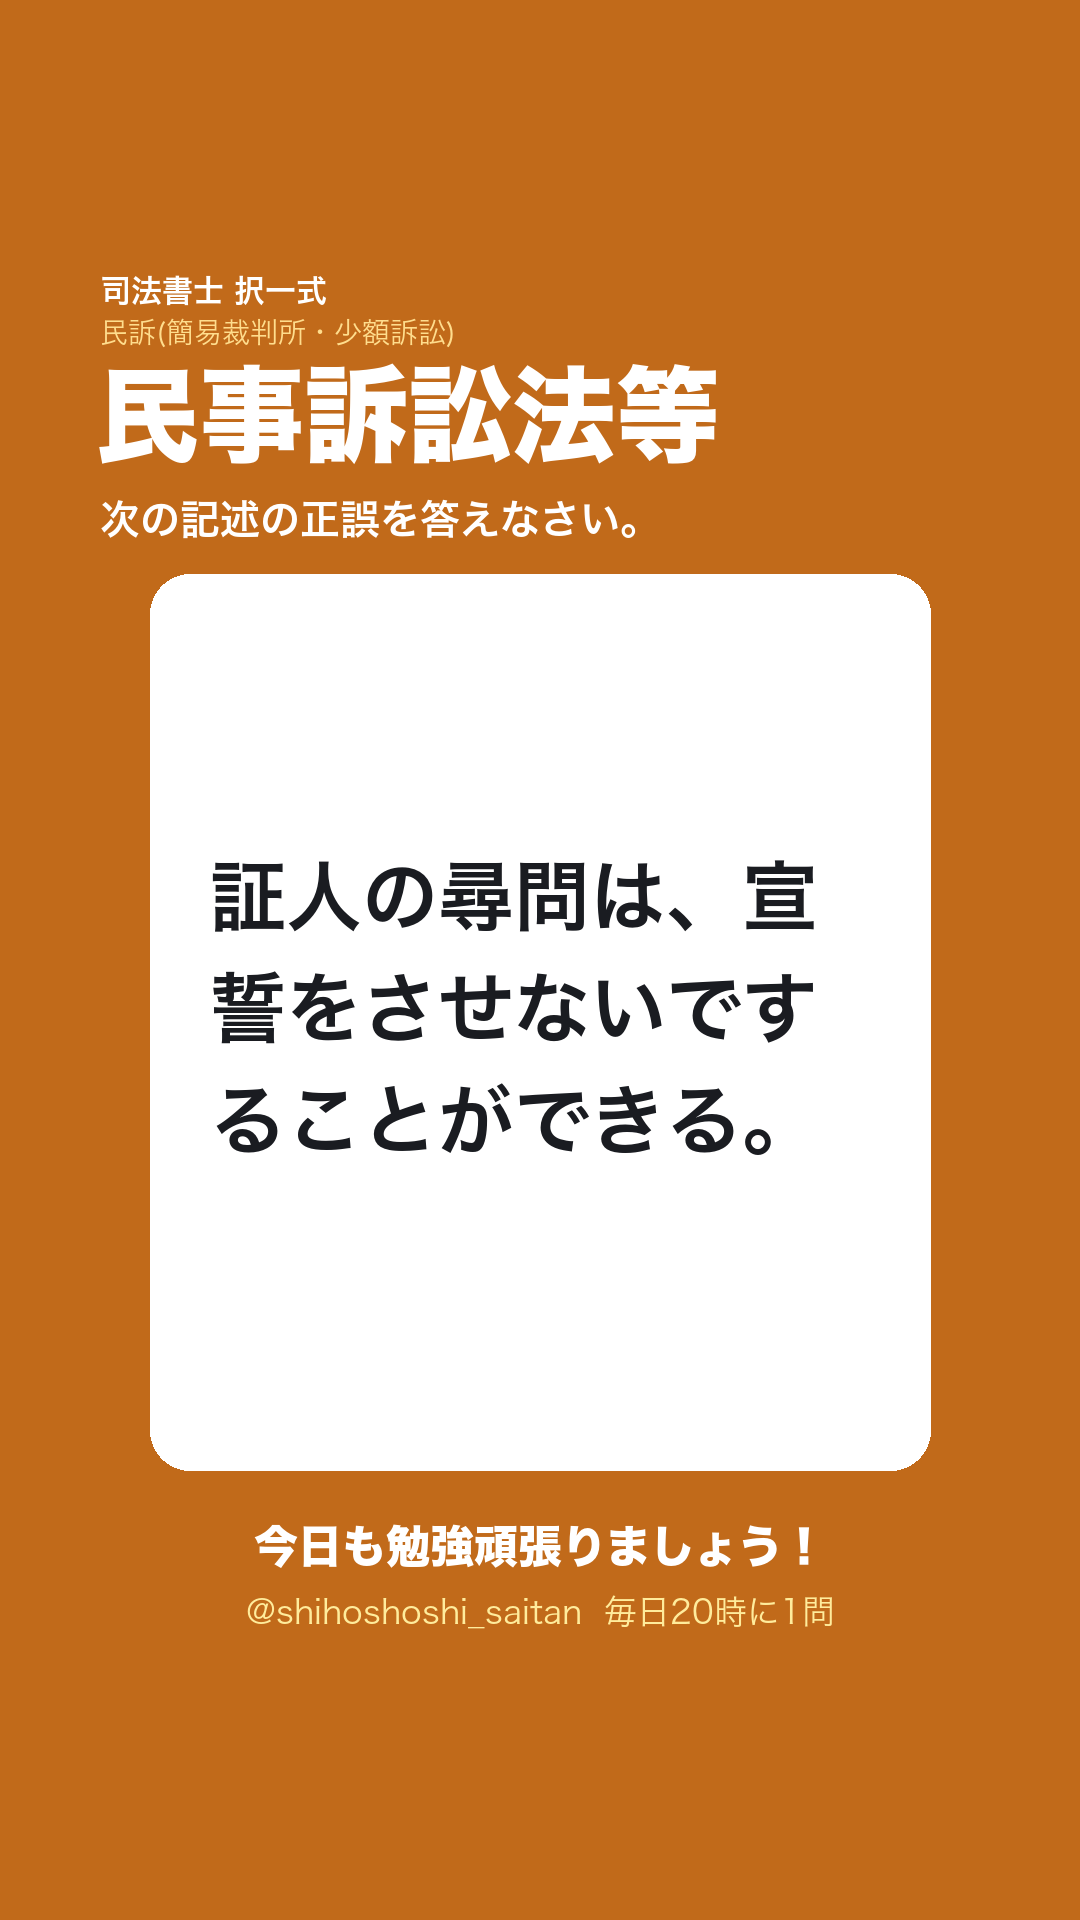 司法書士 択一式
民訴(簡易裁判所・少額訴訟)
民事訴訟法等
次の記述の正誤を答えなさい。
証人の尋問は、宣
誓をさせないです
ることができる。
今日も勉強頑張りましょう！
@shihoshoshi_saitan 毎日20時に1問